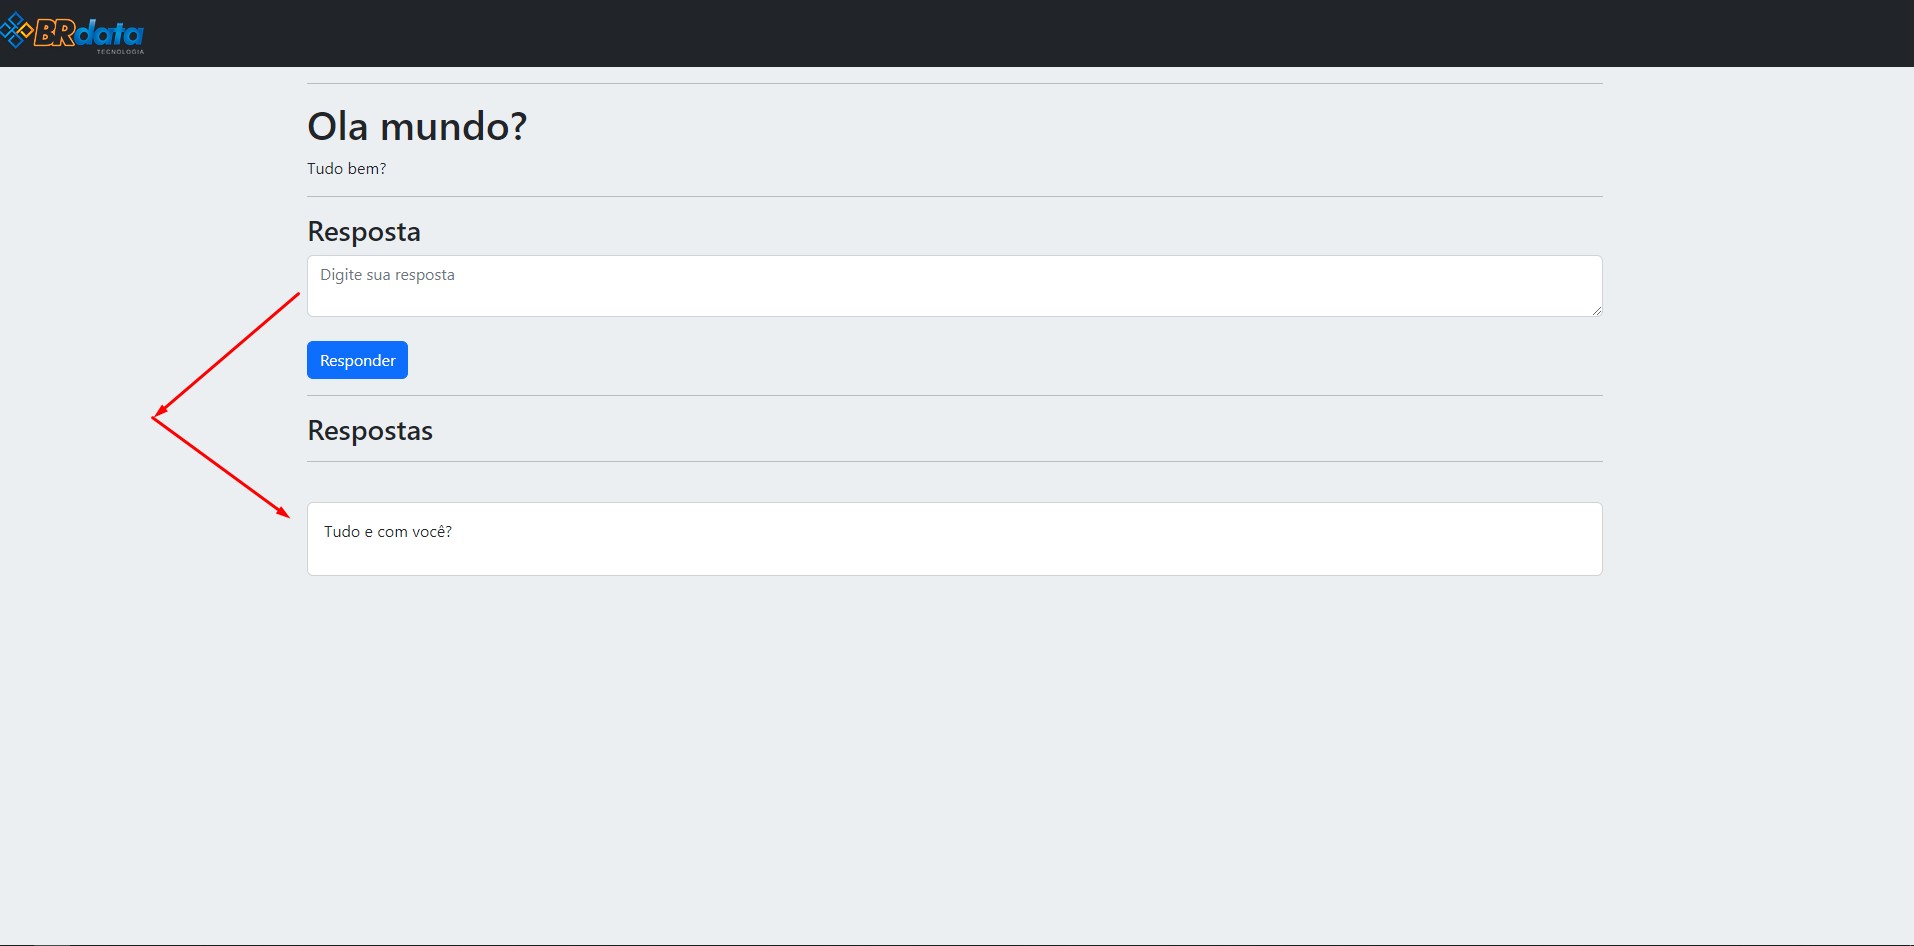 BRdata
TECNOLOGIA
Ola mundo?
Tudo bem?
Resposta
Digite sua resposta
Responder
Respostas
Tudo e com você?